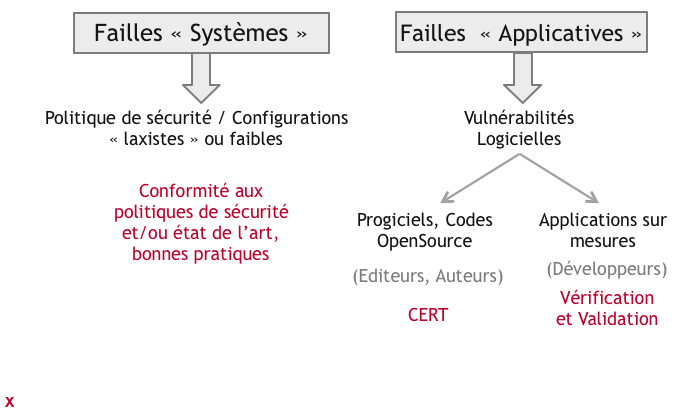 Failles « Systèmes »
Failles « Applicatives »
Politique de sécurité / Configurations
« laxistes » ou faibles
Conformité aux
politiques de sécurité
et/ou état de l’art,
bonnes pratiques
Vulnérabilités
Logicielles
Progiciels, Codes
OpenSource
(Editeurs, Auteurs)
CERT
Applications sur
mesures
(Développeurs)
Vérification
et Validation
x